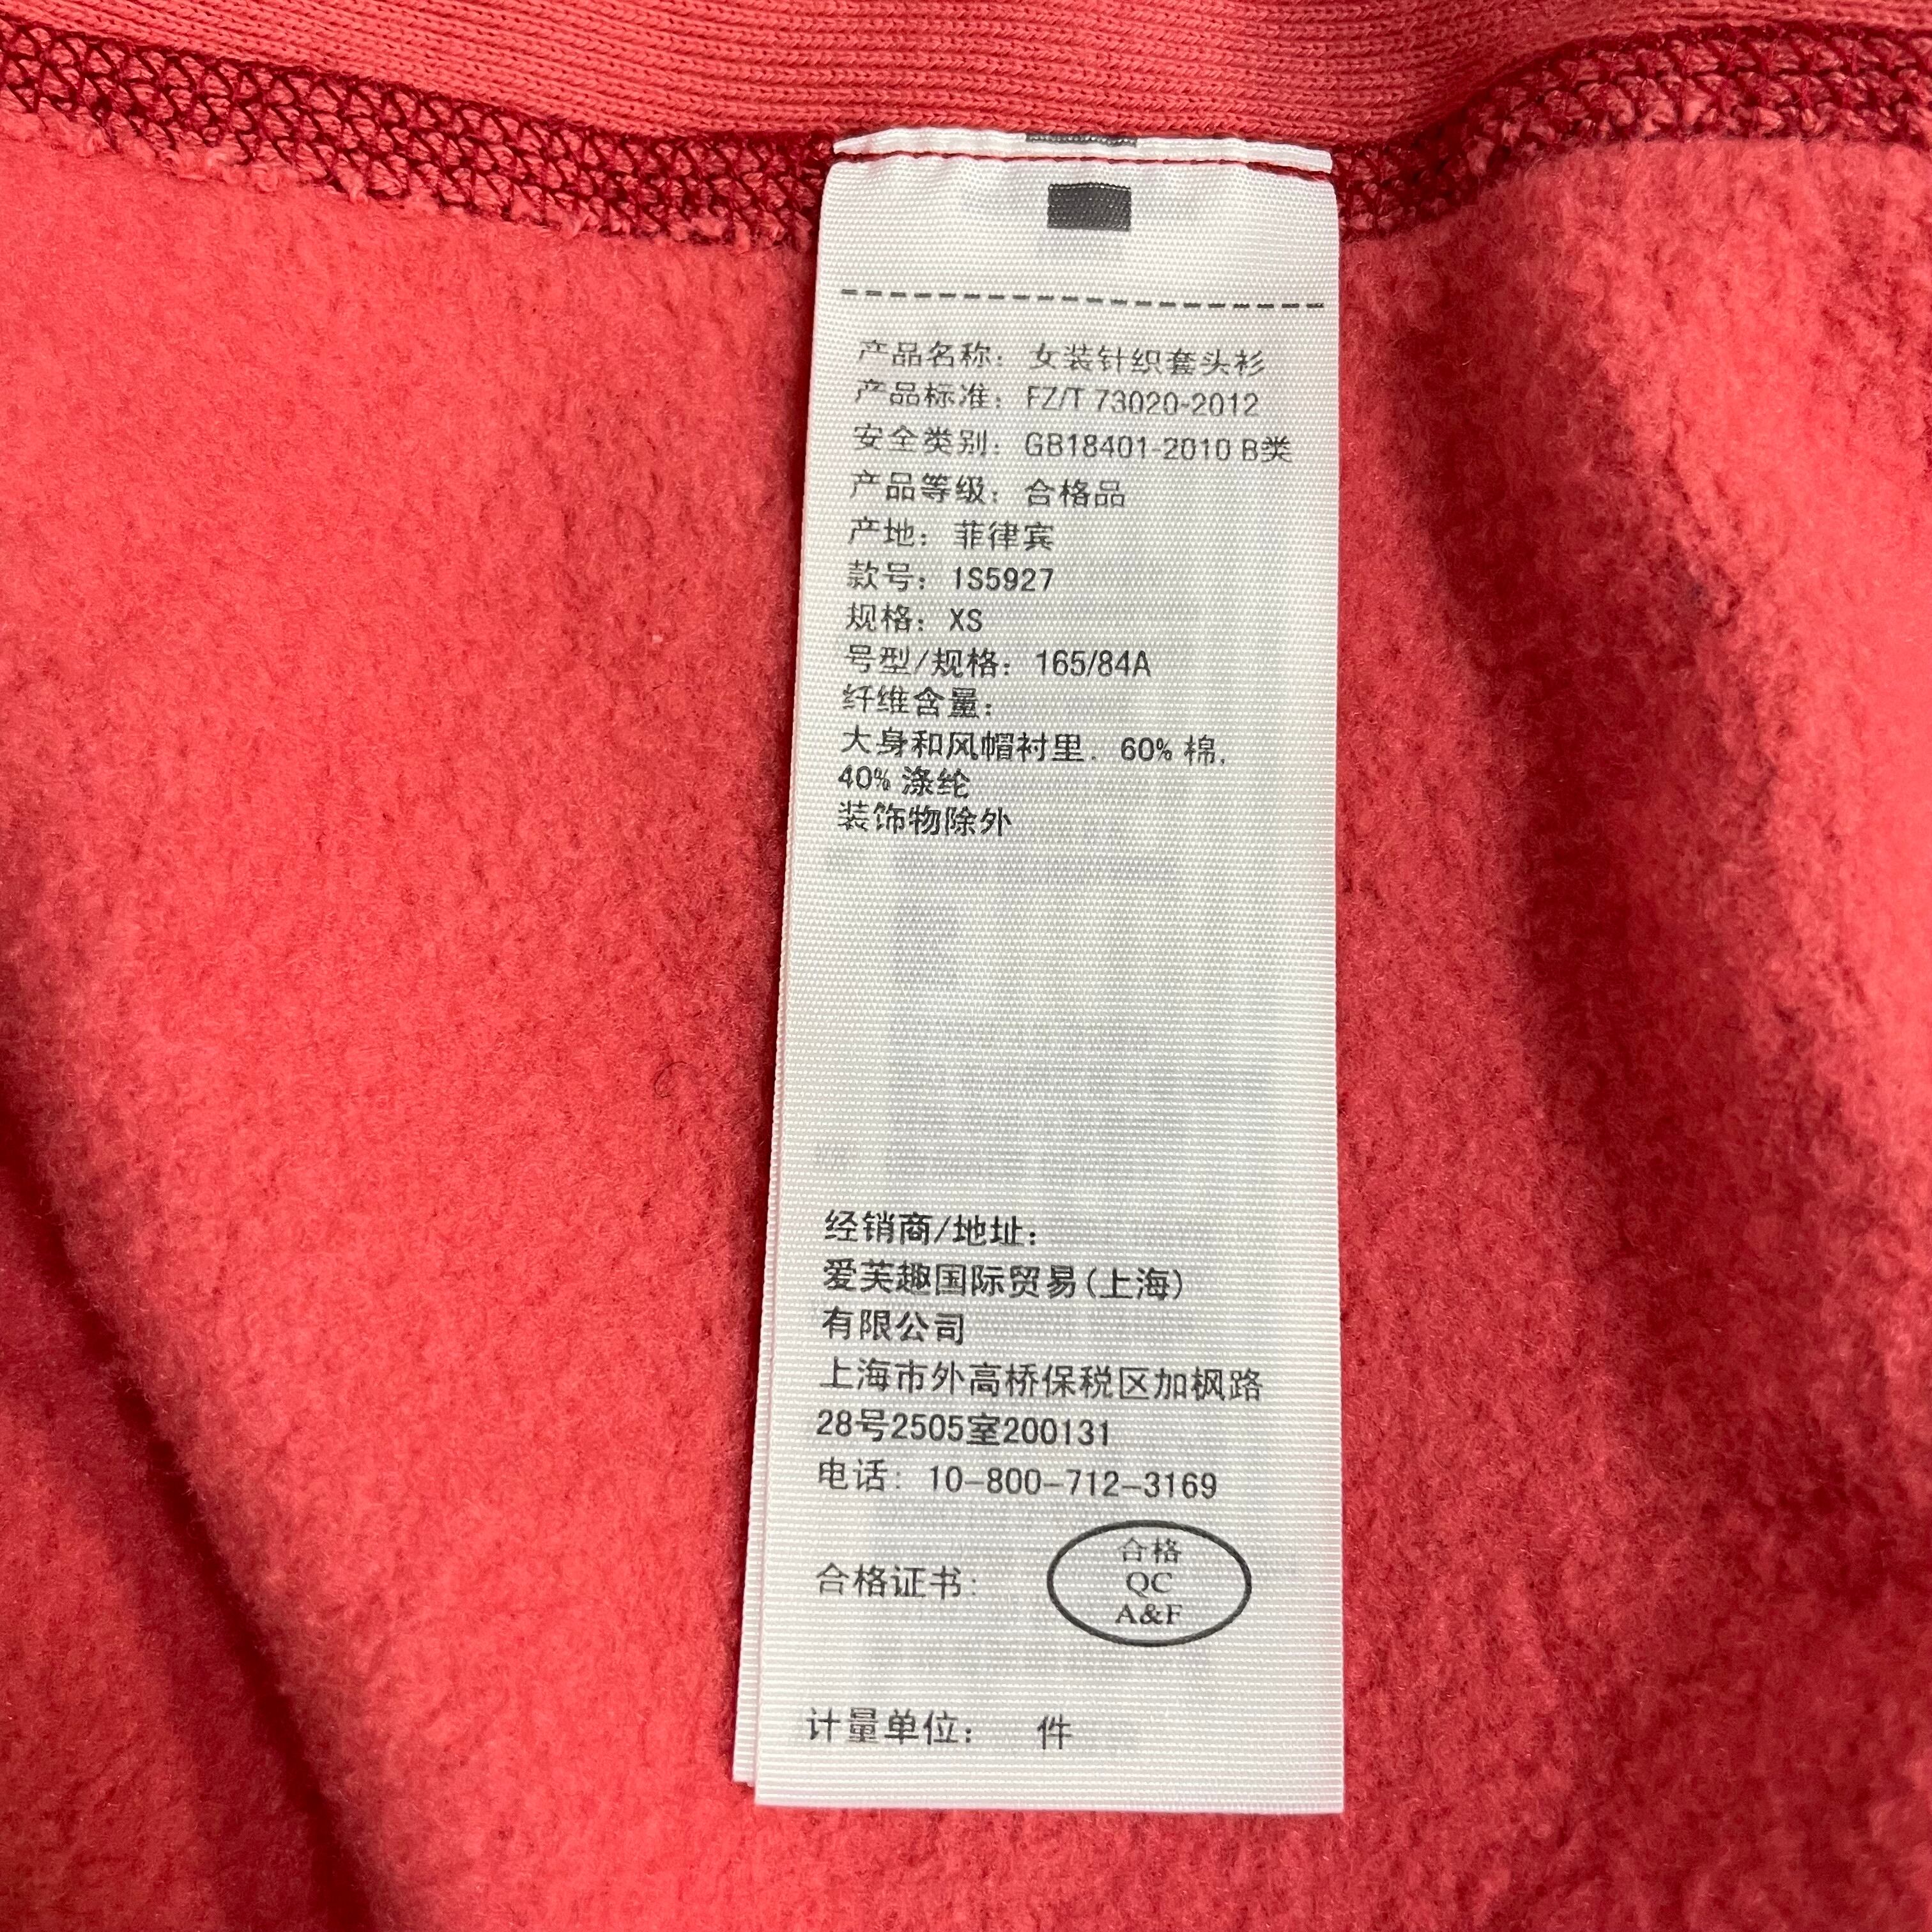 产品名称：女装针织套头衫
产品标准：FZ/T 73020-2012
安全类别：GB18401-2010 B类
产品等级：合格品
产地：菲律宾
款号：1S5927
规格：XS
号型/规格：165/84A
纤维含量：
大身和风帽衬里. 60% 棉,
40% 涤纶
装饰物除外
经销商/地址：
爱芙趣国际贸易(上海)
有限公司
上海市外高桥保税区加枫路
28号2505室200131
电话: 10-800-712-3169
合格证书:
合格
QC
A&F
计量单位： 件